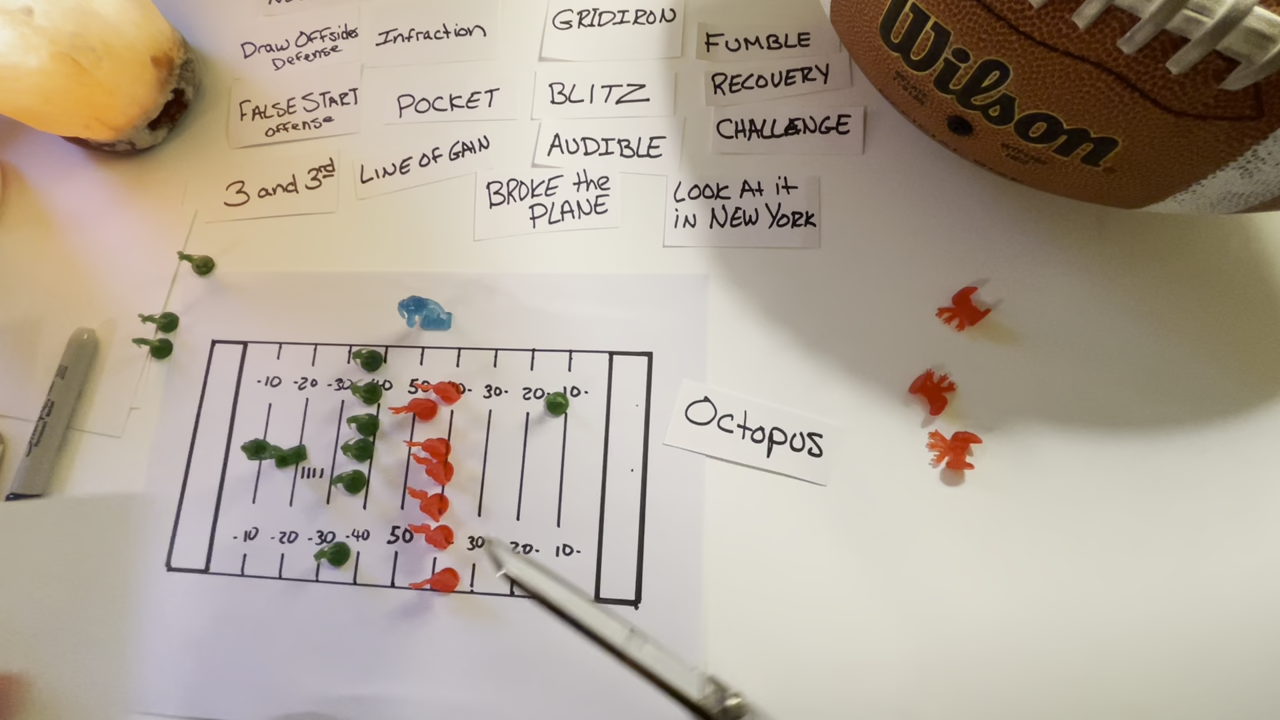 Draw Offsides
Defense
Infraction
GRIDIRON
FUMBLE
RECOVERY
Wilson
FALSE START
offense
POCKET
BLITZ
CHALLENGE
3 and 3rd
LINE OF GAIN
AUDIBLE
BROKE the
PLANE
LOOK At it
in NEW YORK
-10 -20 -30 40 50 30- 20- 10-
Octopus
-10 -20 -30 -40 50 30 20- 10-